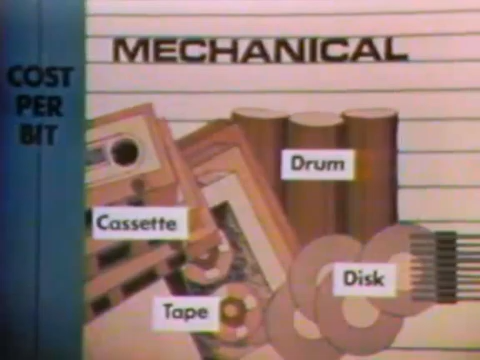 MECHANICAL
COST
PER
BIT
Drum
Cassette
Disk
Tape